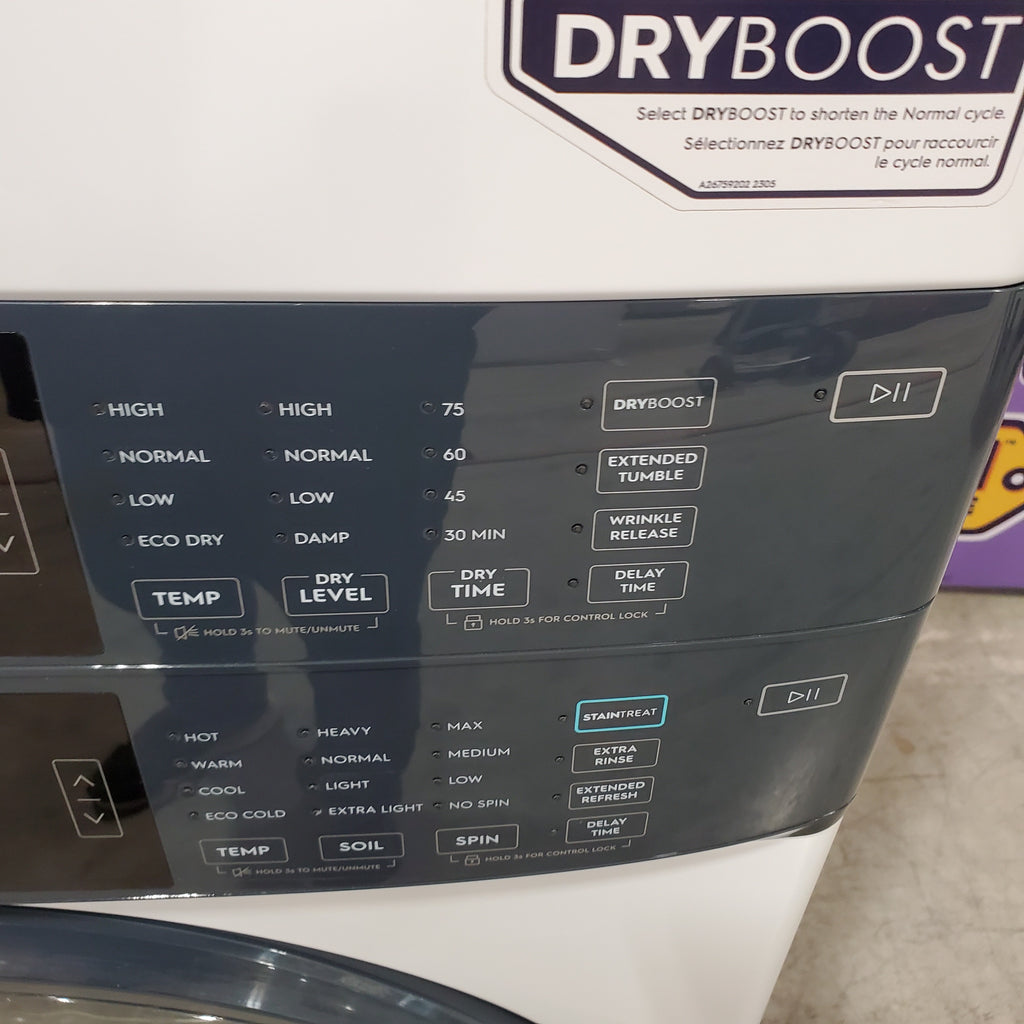 DRYBOOST
Select DRYBOOST to shorten the Normal cycle.
Sélectionnez DRYBOOST pour raccourcir
le cycle normal.
A26759202 2305
HIGH
NORMAL
LOW
ECO DRY
TEMP
HIGH
NORMAL
LOW
DAMP
DRY
LEVEL
HOLD 3s TO MUTE/UNMUTE
75
60
45
30 MIN
DRY
TIME
DRYBOOST
EXTENDED
TUMBLE
WRINKLE
RELEASE
DELAY
TIME
HOLD 3s FOR CONTROL LOCK
HOT
WARM
COOL
ECO COLD
TEMP
HEAVY
NORMAL
LIGHT
EXTRA LIGHT
SOIL
HOLD 3s TO MUTE/UNMUTE
MAX
MEDIUM
LOW
NO SPIN
SPIN
STAINTREAT
EXTRA
RINSE
EXTENDED
REFRESH
DELAY
TIME
HOLD 3s FOR CONTROL LOCK